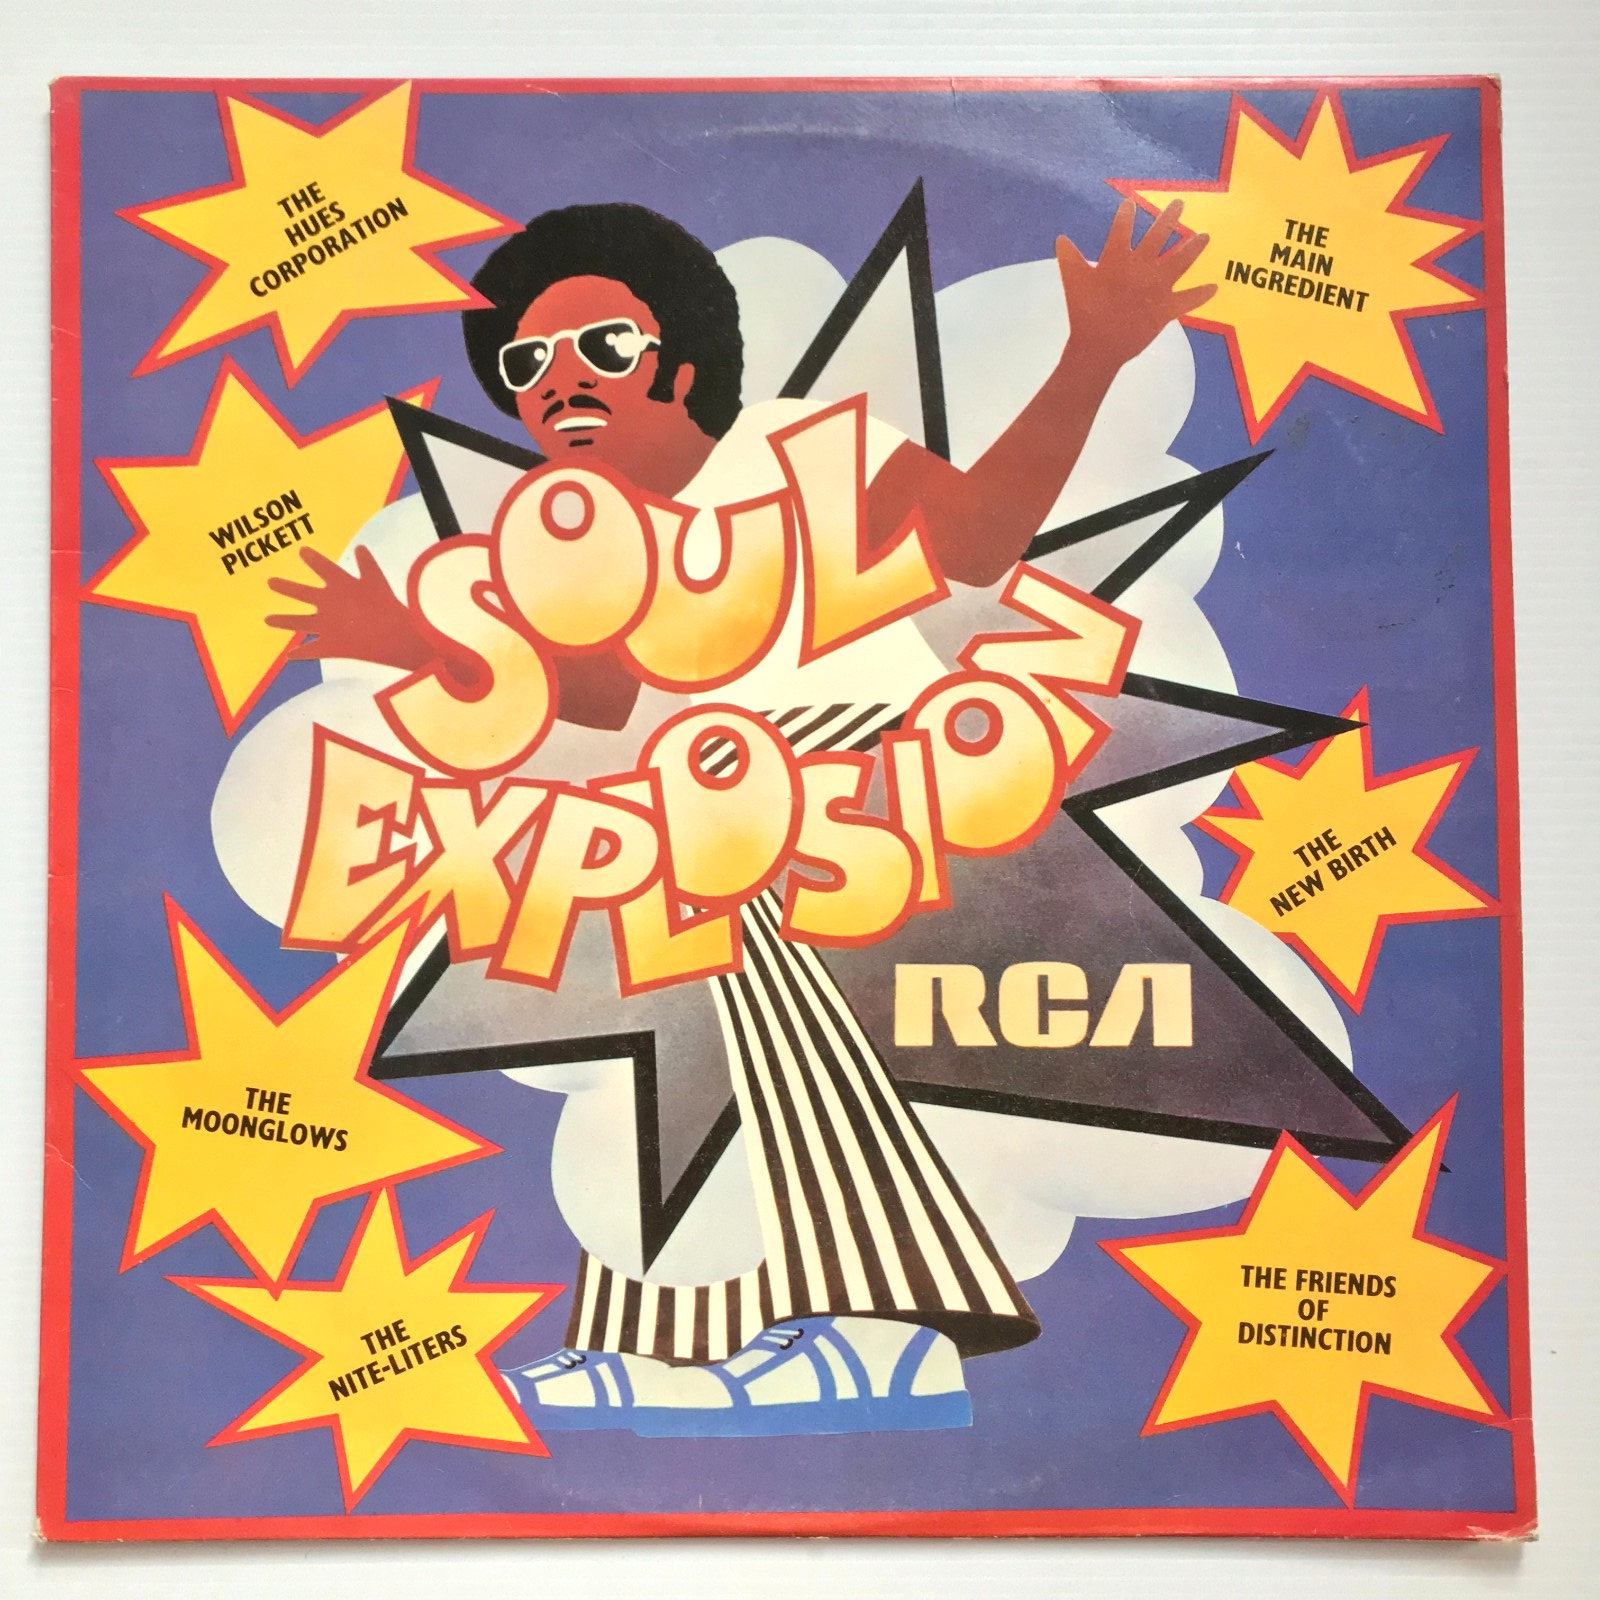 THE
HUES
CORPORATION
THE
MAIN
INGREDIENT
WILSON
PICKETT
SOUL
EXPLOSION
THE
NEW BIRTH
RCA
THE
MOONGLOWS
THE FRIENDS
OF
DISTINCTION
THE
NITE-LITERS